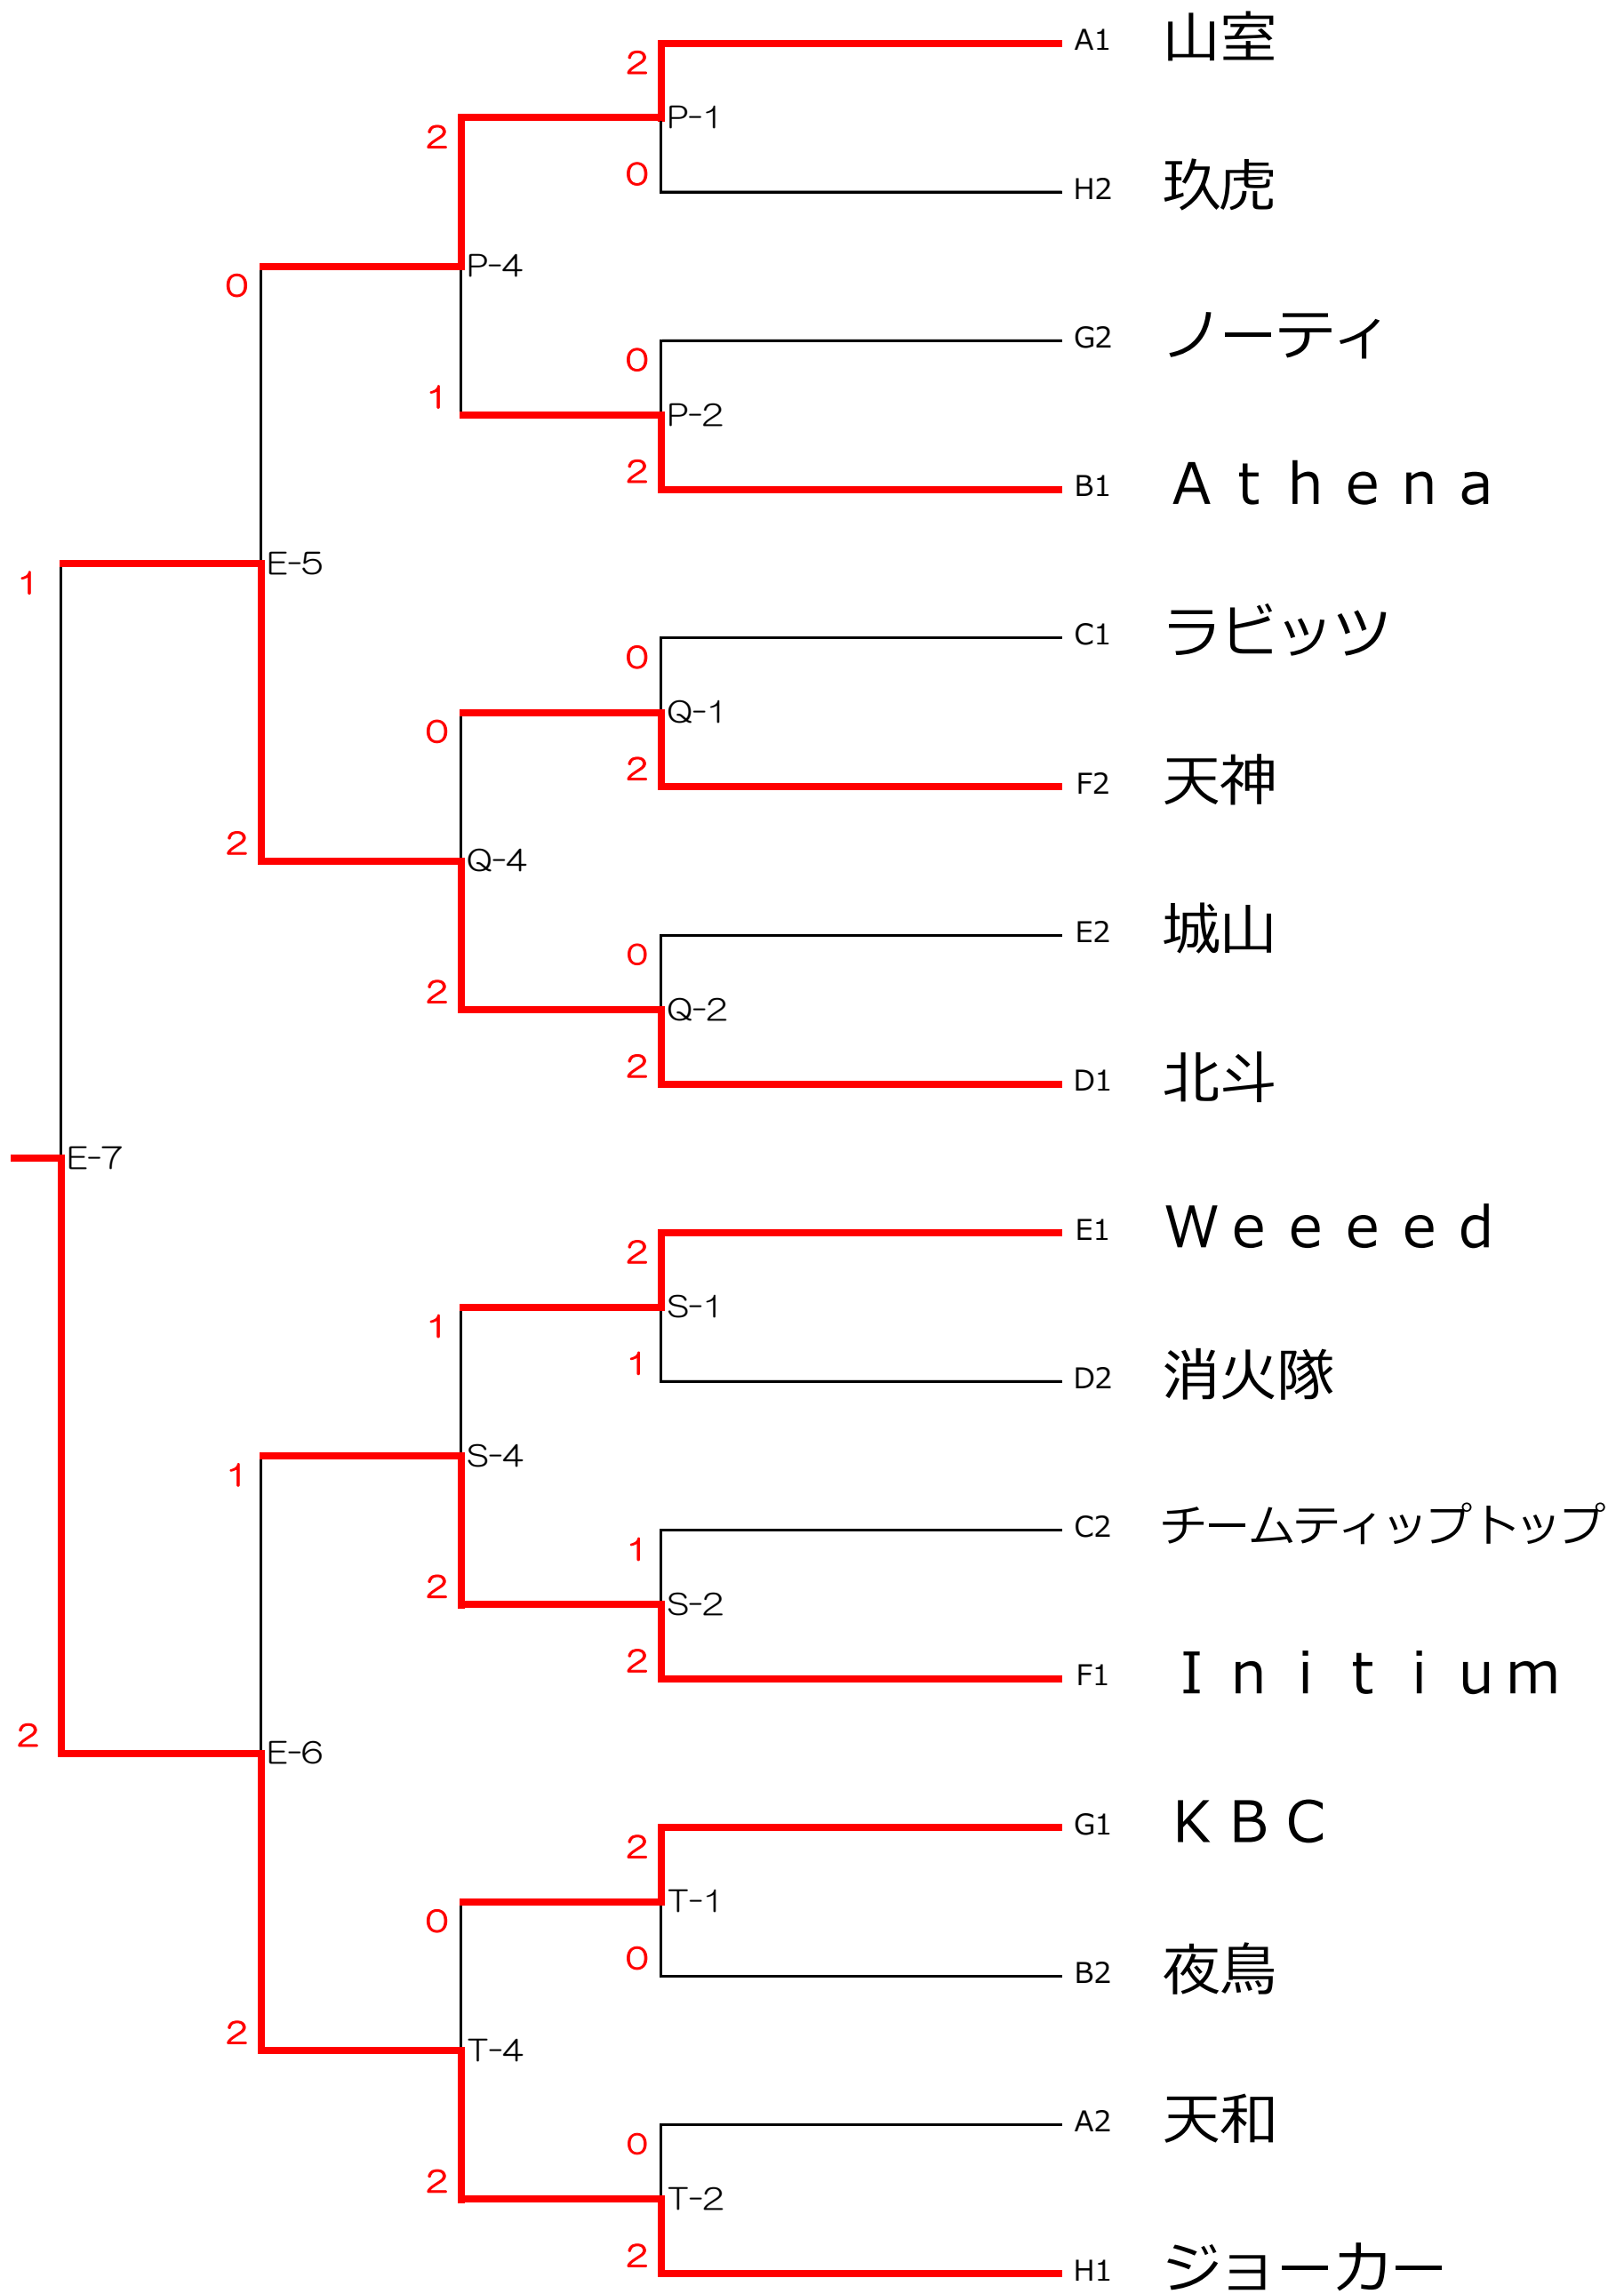 A1 山室
2
P-1
2
0
H2 玖虎
P-4
0
G2 ノーティ
0
1
P-2
2
B1 Ａｔｈｅｎａ
E-5
1
C1 ラビッツ
0
Q-1
0
2
F2 天神
2
Q-4
E2 城山
0
2
Q-2
2
D1 北斗
E-7
E1 Ｗｅｅｅｄ
2
S-1
1
1
D2 消火隊
S-4
1
C2 チームティップトップ
1
2
S-2
2
F1 Ｉｎｉｔｉｕｍ
2
E-6
G1 ＫＢＣ
2
T-1
0
0
B2 夜鳥
2
T-4
A2 天和
0
2
T-2
2
H1 ジョーカー